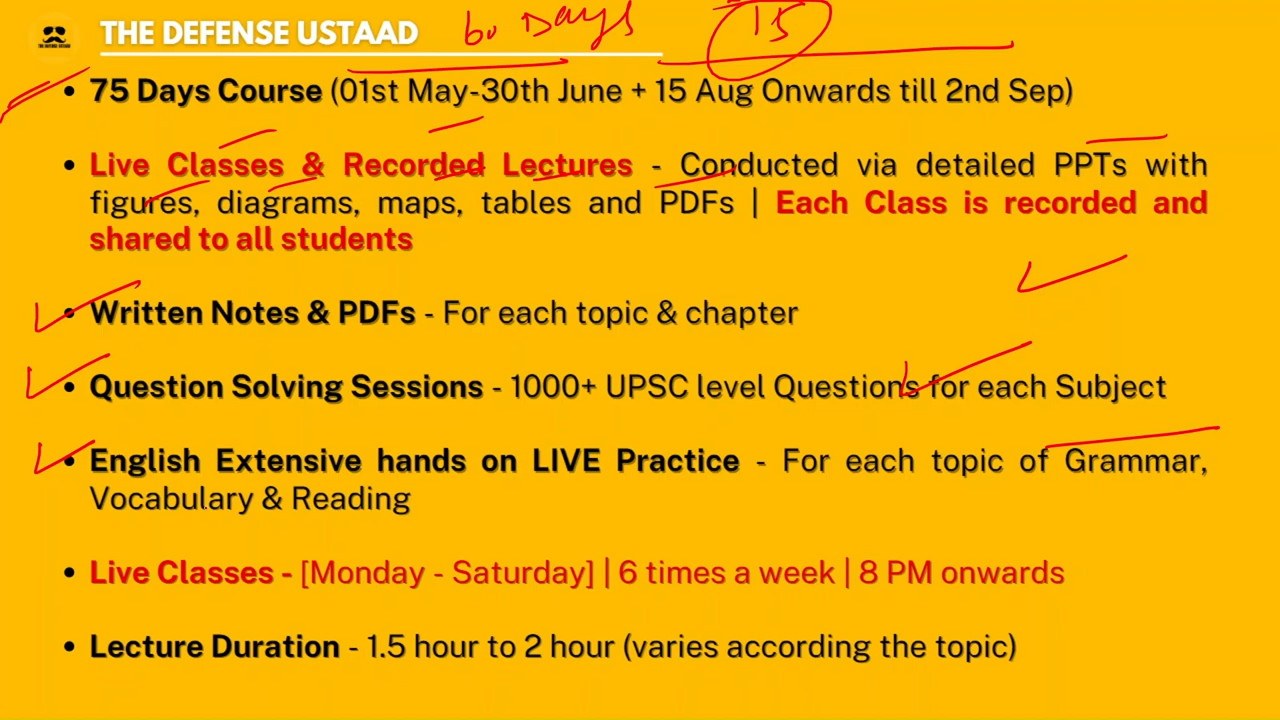 THE DEFENSE USTAAD
60 Days
15
THE DEFENSE USTAAD
• 75 Days Course (01st May-30th June + 15 Aug Onwards till 2nd Sep)
• Live Classes & Recorded Lectures - Conducted via detailed PPTs with
figures, diagrams, maps, tables and PDFs | Each Class is recorded and
shared to all students
• Written Notes & PDFs - For each topic & chapter
• Question Solving Sessions - 1000+ UPSC level Questions for each Subject
• English Extensive hands on LIVE Practice - For each topic of Grammar,
Vocabulary & Reading
• Live Classes - [Monday - Saturday] | 6 times a week | 8 PM onwards
• Lecture Duration - 1.5 hour to 2 hour (varies according the topic)